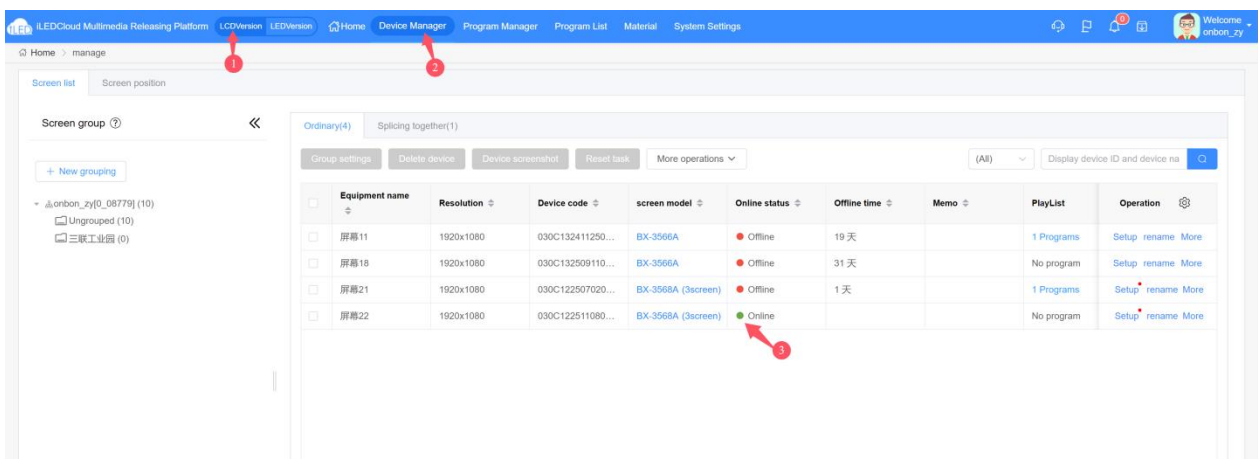 iLED iLEDCloud Multimedia Releasing Platform LCDVersion LEDVersion Home Device Manager Program Manager Program List Material System Settings 0 Welcome onbon_zy
Home > manage
1
2
Screen list Screen position
Screen group ? «
Ordinary(4) Splicing together(1)
Group settings Delete device Device screenshot Reset task More operations (All) Display device ID and device na
+ New grouping
Equipment name Resolution Device code screen model Online status Offline time Memo PlayList Operation
onbon_zy[0_08779] (10)
Ungrouped (10)
三联工业园 (0)
屏幕11 1920x1080 030C132411250... BX-3566A Offline 19 天 1 Programs Setup rename More
屏幕18 1920x1080 030C132509110... BX-3566A Offline 31 天 No program Setup rename More
屏幕21 1920x1080 030C122507020... BX-3568A (3screen) Offline 1 天 1 Programs Setup rename More
屏幕22 1920x1080 030C122511080... BX-3568A (3screen) Online No program Setup rename More
3